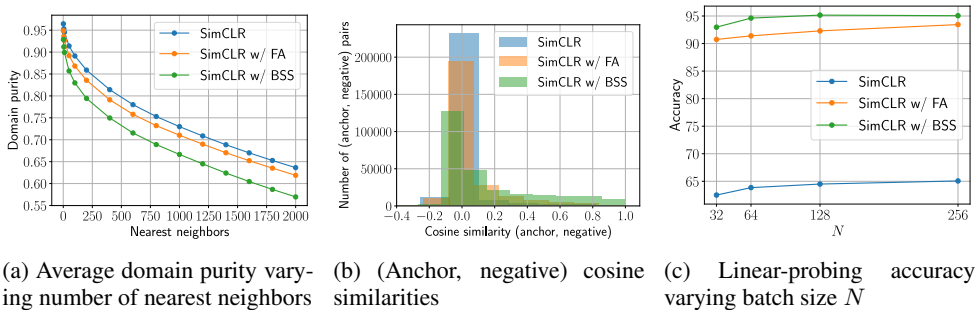 SimCLR
SimCLR w/ FA
SimCLR w/ BSS
0.95
0.90
0.85
0.80
0.75
0.70
0.65
0.60
0.55
Domain purity
0 250 500 750 1000 1250 1500 1750 2000
Nearest neighbors
(a) Average domain purity vary-
ing number of nearest neighbors
SimCLR
SimCLR w/ FA
SimCLR w/ BSS
200000
150000
100000
50000
0
Number of (anchor, negative) pairs
−0.4 −0.2 0.0 0.2 0.4 0.6 0.8 1.0
Cosine similarity (anchor, negative)
(b) (Anchor, negative) cosine
similarities
95
90
85
80
75
70
65
Accuracy
SimCLR
SimCLR w/ FA
SimCLR w/ BSS
32 64 128 256
N
(c) Linear-probing accuracy
varying batch size N